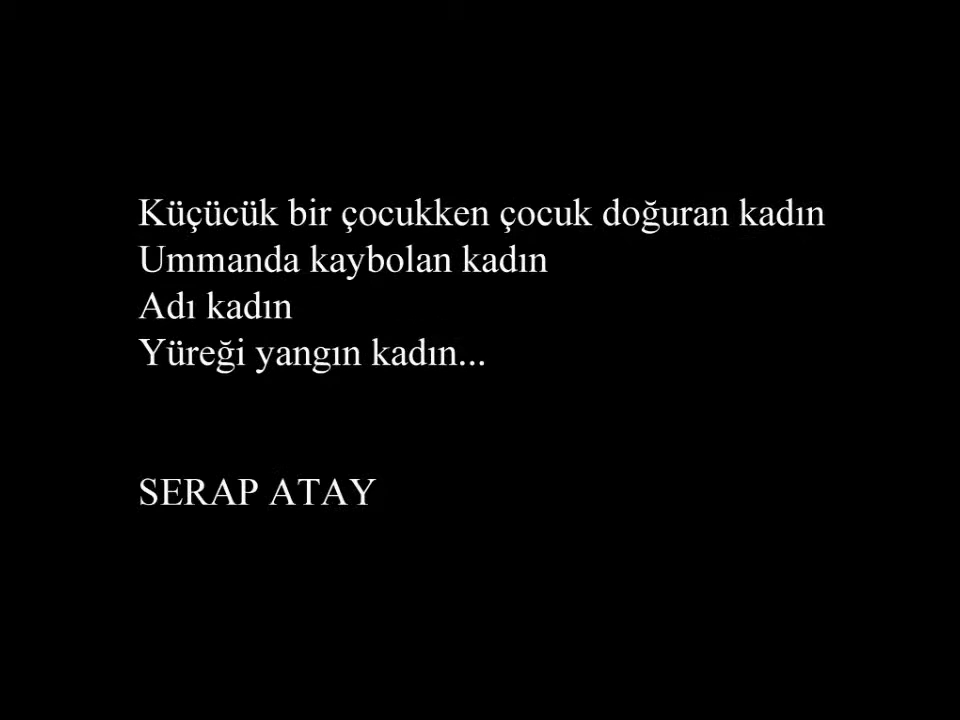 Küçücük bir çocukken çocuk doğuran kadın
Ummanda kaybolan kadın
Adı kadın
Yüreği yangın kadın...
SERAP ATAY